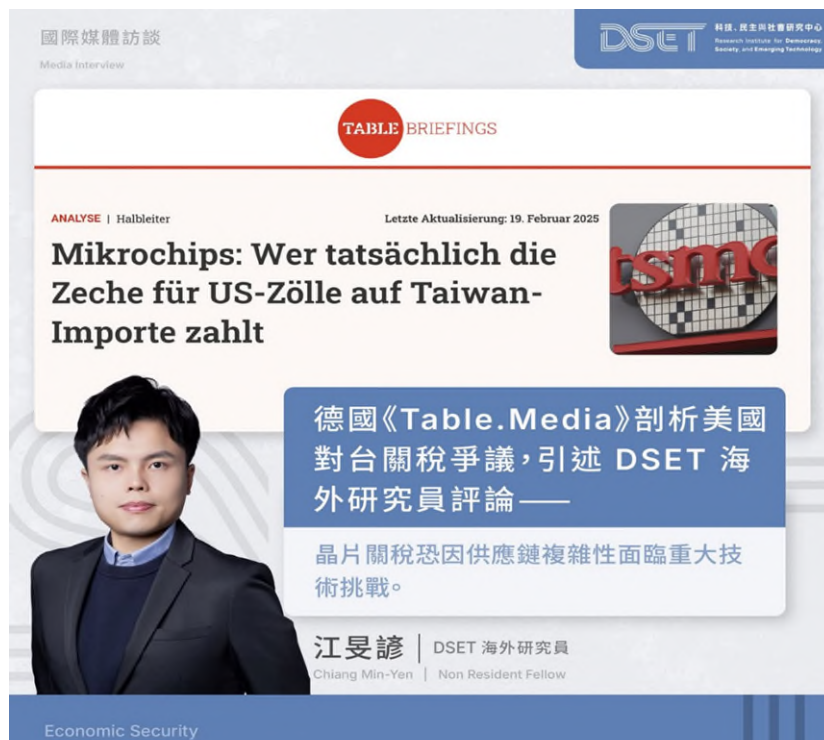 國際媒體訪談
Media Interview
DSET
科技、民主與社會研究中心
Research Institute for Democracy,
Society, and Emerging Technology
TABLE BRIEFINGS
ANALYSE | Halbleiter
Letzte Aktualisierung: 19. Februar 2025
Mikrochips: Wer tatsächlich die
Zeche für US-Zölle auf Taiwan-
Importe zahlt
tsmc
德國《Table.Media》剖析美國
對台關稅爭議,引述 DSET 海
外研究員評論——
晶片關稅恐因供應鏈複雜性面臨重大技
術挑戰。
江旻諺 | DSET 海外研究員
Chiang Min-Yen | Non Resident Fellow
Economic Security